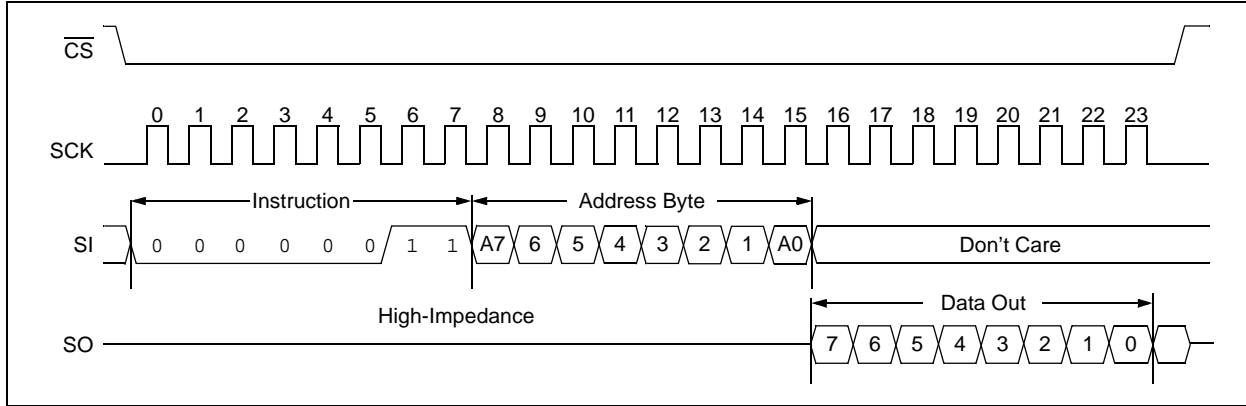 CS
0 1 2 3 4 5 6 7 8 9 10 11 12 13 14 15 16 17 18 19 20 21 22 23
SCK
Instruction Address Byte
SI 0 0 0 0 0 0 1 1 A7 6 5 4 3 2 1 A0 Don't Care
High-Impedance Data Out
SO 7 6 5 4 3 2 1 0